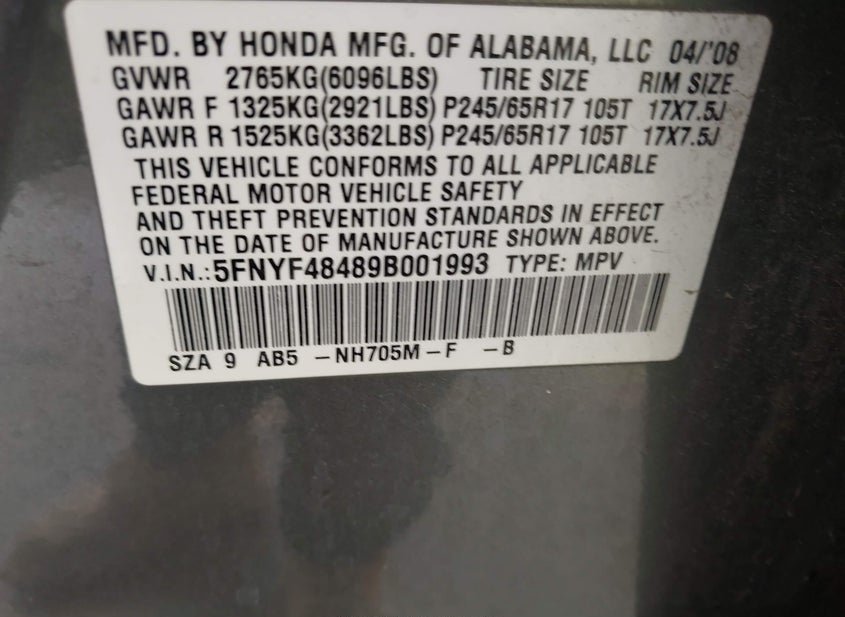 MFD. BY HONDA MFG. OF ALABAMA, LLC 04/'08
GVWR 2765KG(6096LBS) TIRE SIZE RIM SIZE
GAWR F 1325KG(2921LBS) P245/65R17 105T 17X7.5J
GAWR R 1525KG(3362LBS) P245/65R17 105T 17X7.5J
THIS VEHICLE CONFORMS TO ALL APPLICABLE
FEDERAL MOTOR VEHICLE SAFETY
AND THEFT PREVENTION STANDARDS IN EFFECT
ON THE DATE OF MANUFACTURE SHOWN ABOVE.
V.I.N.:5FNYF48489B001993 TYPE: MPV
SZA 9 AB5 -NH705M-F -B